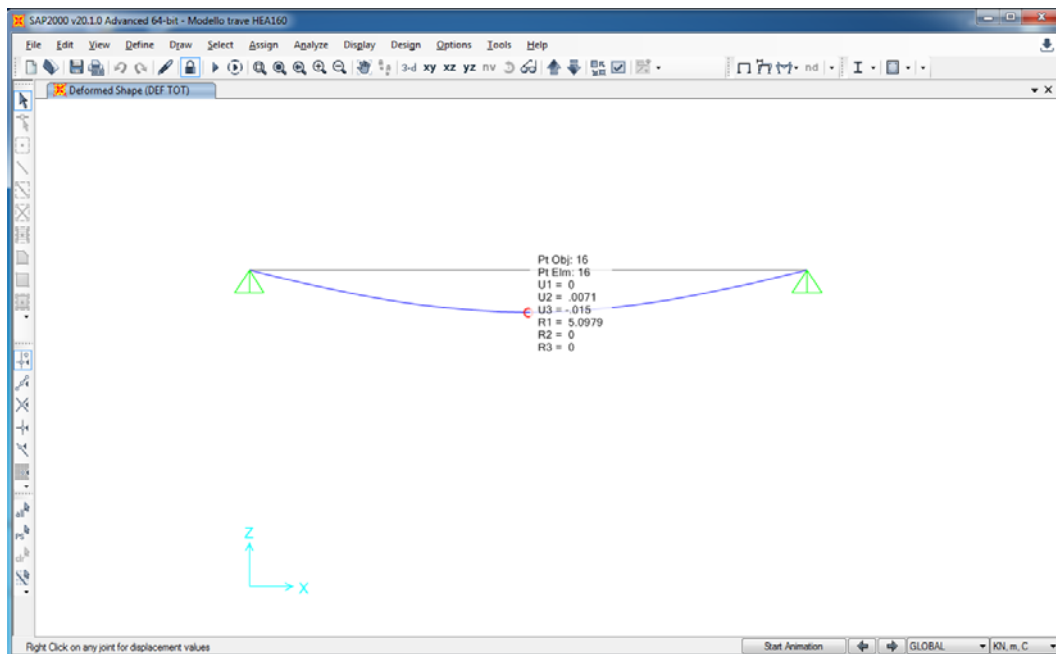 SAP2000 v20.1.0 Advanced 64-bit - Modello trave HEA160
File Edit View Define Draw Select Assign Analyze Display Design Options Tools Help
3-d xy xz yz nv nd
Deformed Shape (DEF TOT)
Pt Obj: 16
Pt Elm: 16
U1 = 0
U2 = .0071
U3 = -.015
R1 = 5.0979
R2 = 0
R3 = 0
all
PS
clr
Z
X
Right Click on any joint for displacement values
Start Animation
GLOBAL
KN, m, C